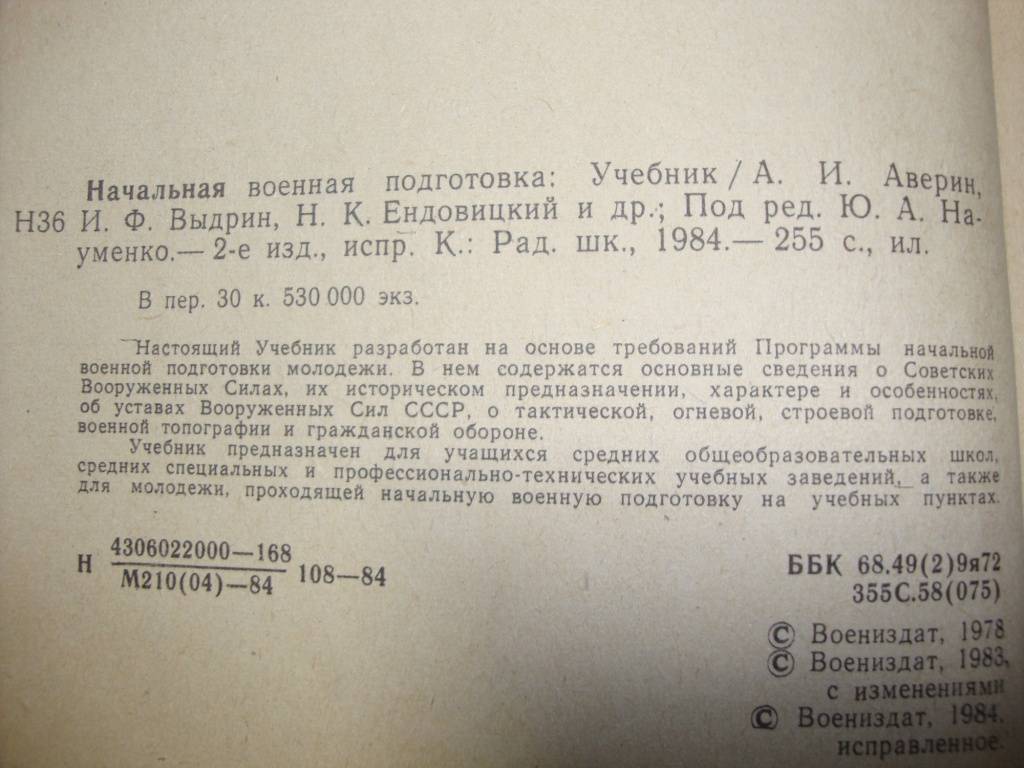 Начальная военная подготовка: Учебник / А. И. Аверин,
Н36 И. Ф. Выдрин, Н. К. Ендовицкий и др.; Под ред. Ю. А. На-
уменко.— 2-е изд., испр. К.: Рад. шк., 1984.— 255 с., ил.
В пер. 30 к. 530 000 экз.
Настоящий Учебник разработан на основе требований Программы начальной
военной подготовки молодежи. В нем содержатся основные сведения о Советских
Вооруженных Силах, их историческом предназначении, характере и особенностях,
об уставах Вооруженных Сил СССР, о тактической, огневой, строевой подготовке,
военной топографии и гражданской обороне.
Учебник предназначен для учащихся средних общеобразовательных школ,
средних специальных и профессионально-технических учебных заведений, а также
для молодежи, проходящей начальную военную подготовку на учебных пунктах.
Н 4306022000—168
М210(04)—84 108—84
ББК 68.49(2)9я72
355С.58(075)
© Воениздат, 1978
© Воениздат, 1983,
с изменениями
© Воениздат, 1984,
исправленное.